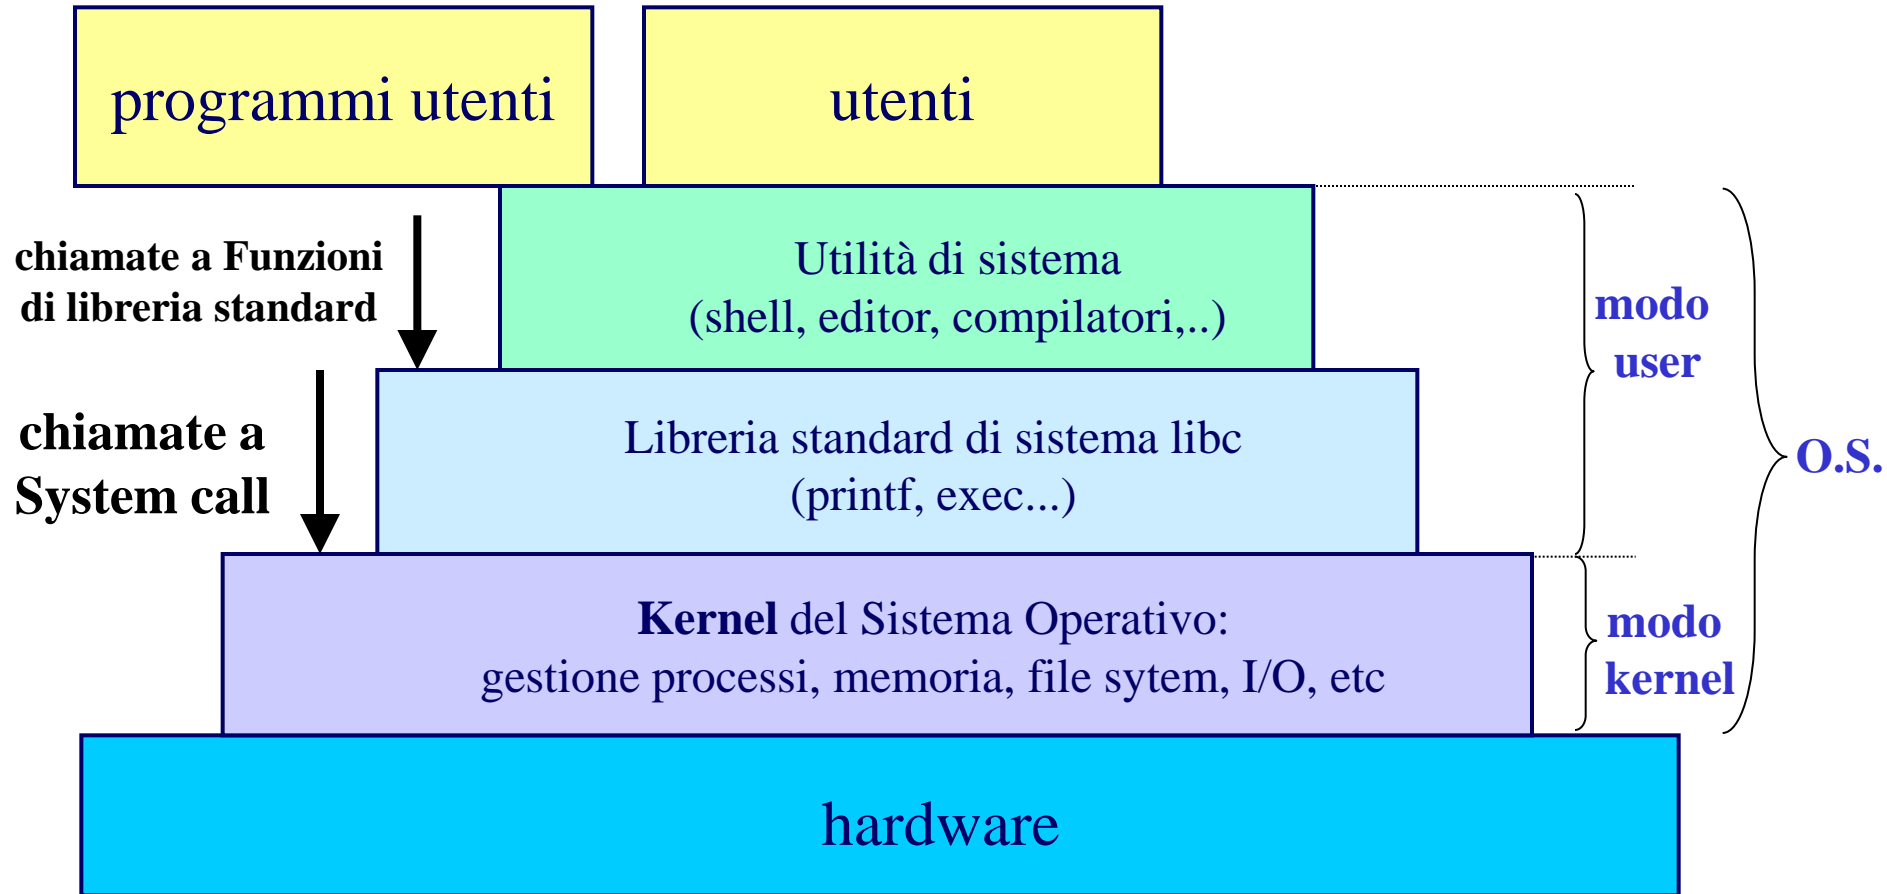 programmi utenti
utenti
chiamate a Funzioni
di libreria standard
Utilità di sistema
(shell, editor, compilatori,..)
modo
user
chiamate a
System call
Libreria standard di sistema libc
(printf, exec...)
O.S.
Kernel del Sistema Operativo:
gestione processi, memoria, file sytem, I/O, etc
modo
kernel
hardware